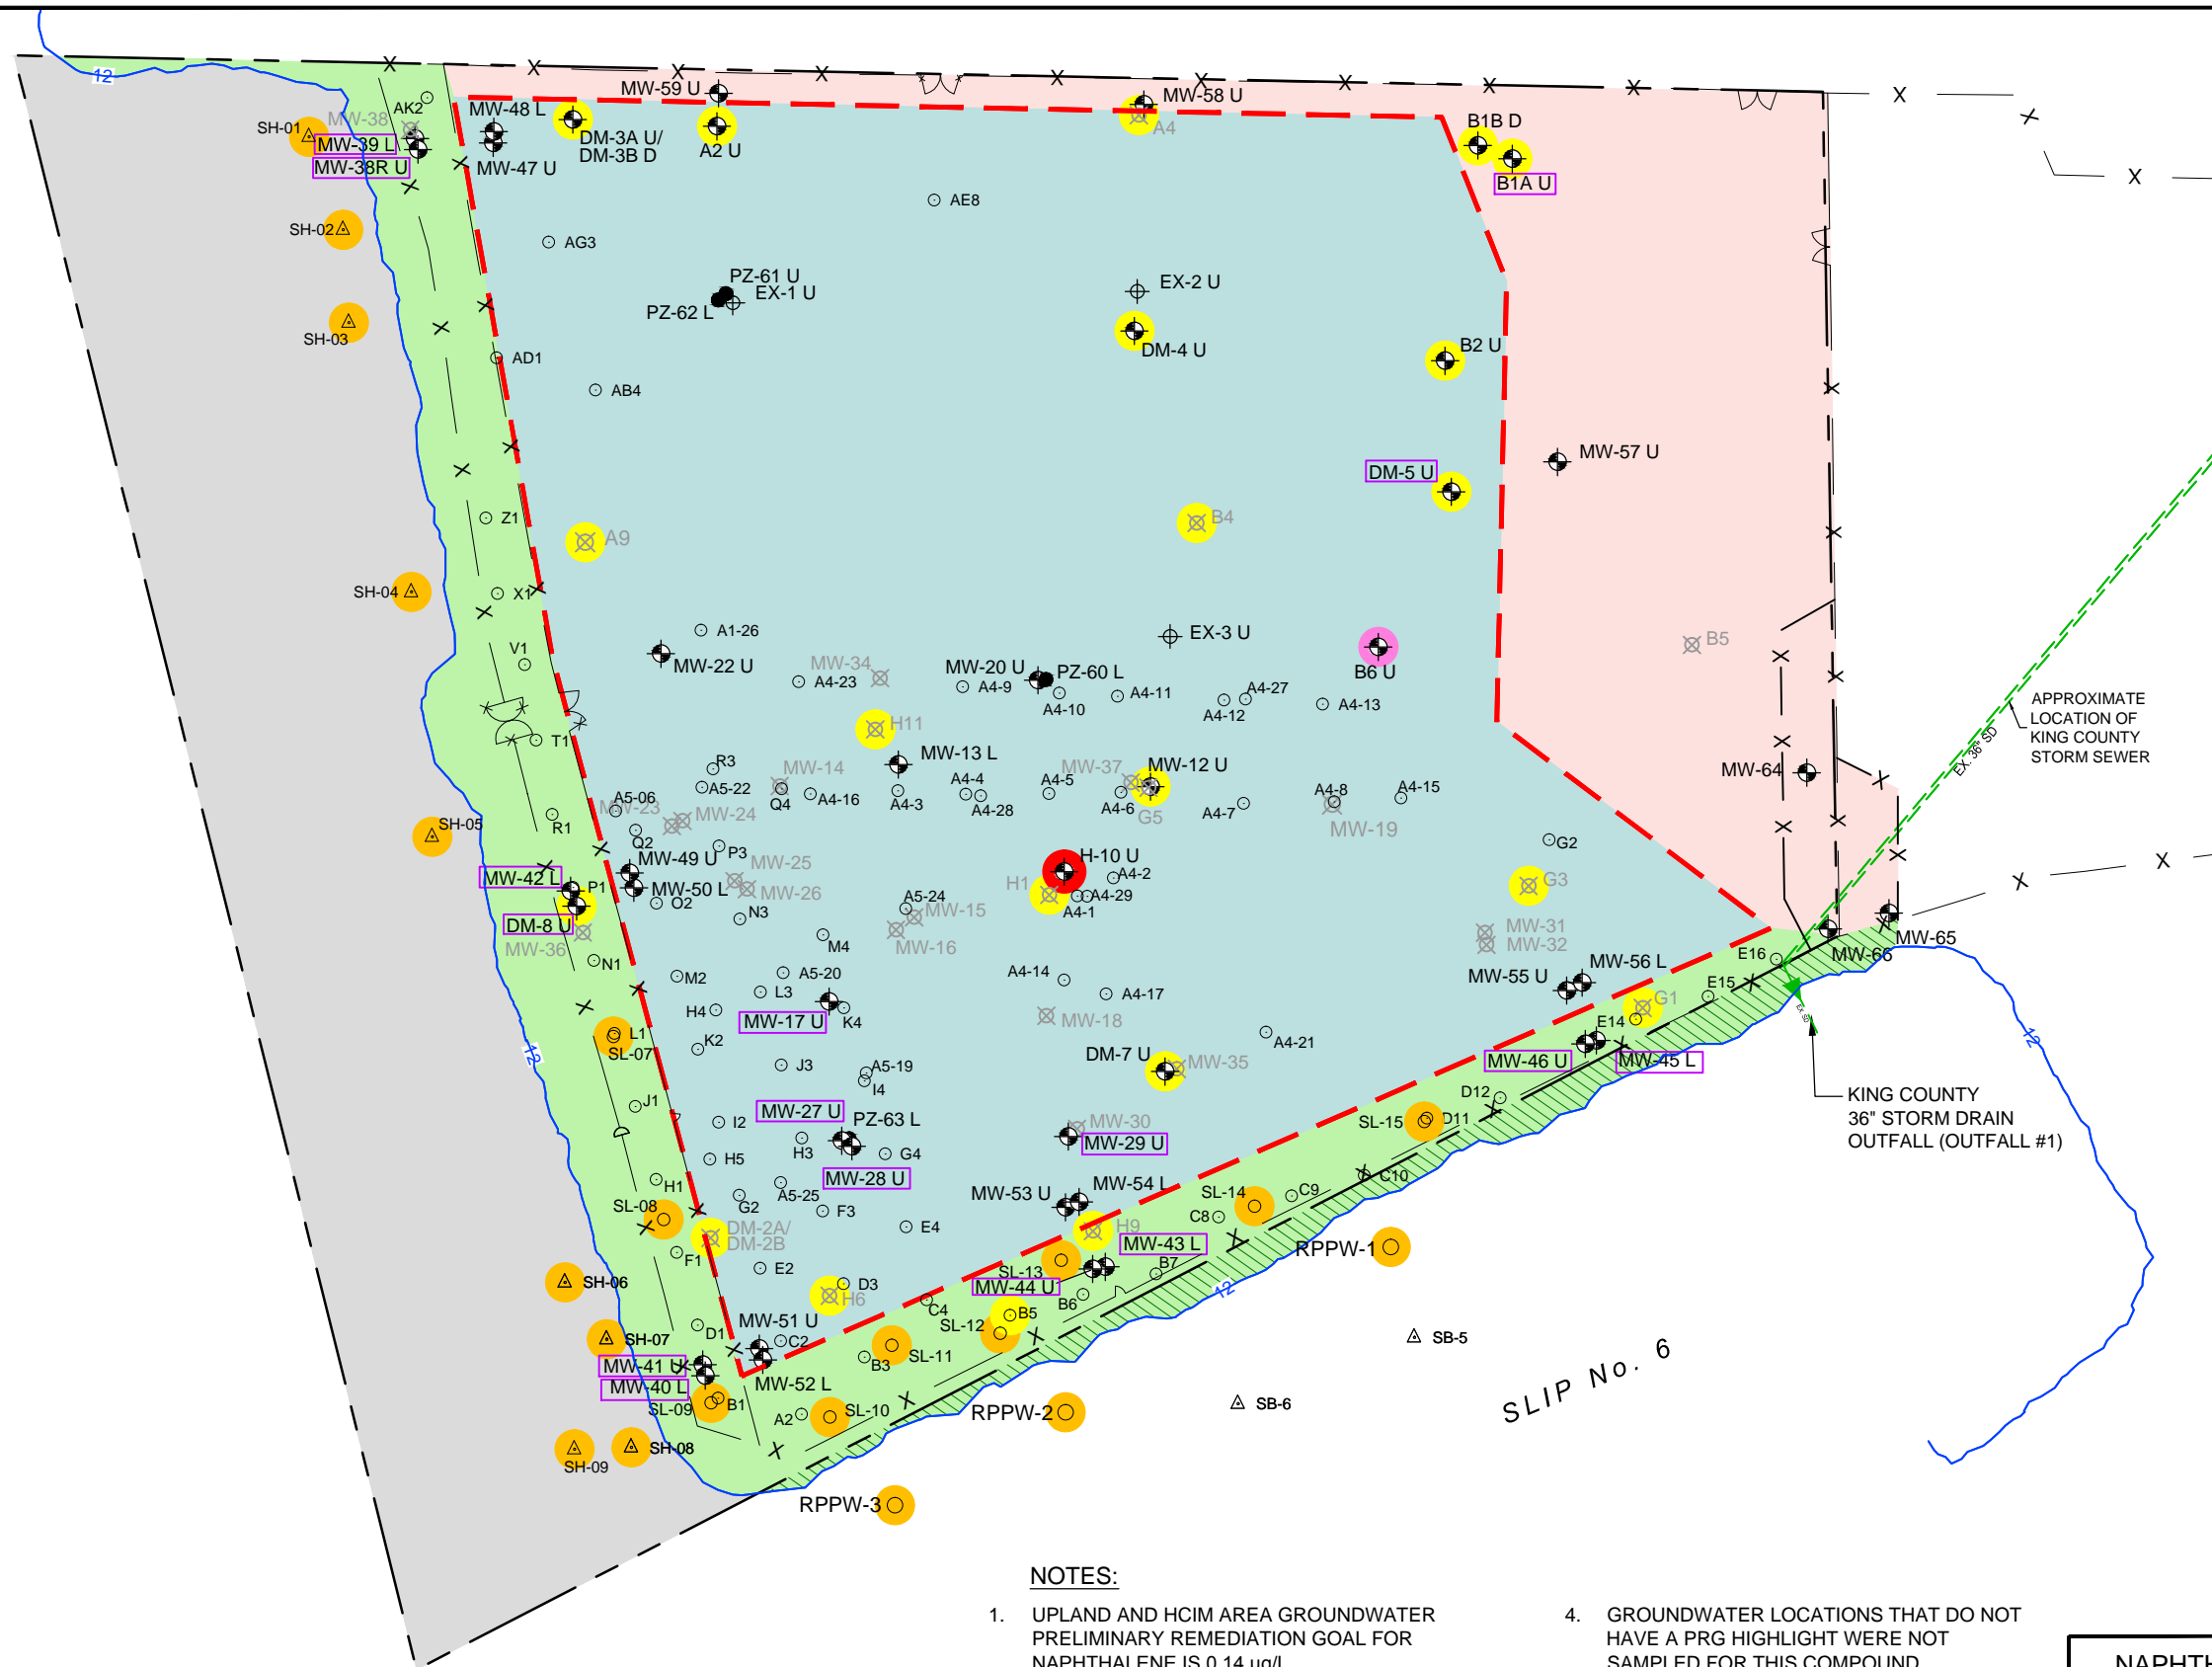 12
AK2
MW-38
SH-01
MW-39 L
MW-38R U
MW-48 L
MW-47 U
DM-3A U/
DM-3B D
MW-59 U
A2 U
MW-58 U
A4
B1B D
B1A U
SH-02
AE8
AG3
SH-03
PZ-61 U
EX-1 U
PZ-62 L
EX-2 U
DM-4 U
B2 U
AD1
AB4
MW-57 U
DM-5 U
Z1
A9
B4
SH-04
X1
A1-26
EX-3 U
B5
V1
MW-22 U
MW-34
A4-23
MW-20 U
PZ-60 L
A4-9
A4-10
A4-11
A4-12
A4-27
A4-13
B6 U
APPROXIMATE
LOCATION OF
KING COUNTY
STORM SEWER
EX. 36" SD
T1
H11
MW-13 L
R3
MW-14
A5-22
Q4
A4-16
A4-3
A4-4
A4-28
A4-5
MW-37
MW-12 U
A4-6
G5
A4-7
A4-8
A4-15
MW-19
MW-64
SH-05
R1
A5-06
MW-23
MW-24
Q2
P3
G2
MW-49 U
MW-50 L
MW-42 L
P1
DM-8 U
MW-36
O2
MW-25
MW-26
N3
A5-24
MW-15
MW-16
M4
H-10 U
H1
A4-2
A4-29
A4-1
G3
MW-31
MW-32
MW-65
MW-66
N1
M2
A5-20
L3
A4-14
A4-17
MW-55 U
MW-56 L
E16
E15
G1
E14
12
L1
SL-07
H4
K2
MW-17 U
K4
MW-18
A4-21
MW-46 U
MW-45 L
EX SD
12
J3
A5-19
I4
DM-7 U
MW-35
D12
KING COUNTY
36" STORM DRAIN
OUTFALL (OUTFALL #1)
J1
I2
MW-27 U
PZ-63 L
H3
G4
MW-28 U
MW-30
MW-29 U
SL-15
D11
H5
H1
A5-25
G2
F3
E4
MW-53 U
MW-54 L
SL-14
C9
C10
C8
SL-08
DM-2A/
DM-2B
F1
E2
H9
MW-43 L
RPPW-1
SH-06
D3
H6
SL-13
MW-44 U
B7
B6
12
SH-07
D1
MW-51 U
C2
C4
B5
SL-12
SB-5
MW-41 U
MW-40 L
MW-52 L
B3
SL-11
SL-09
B1
A2
SL-10
RPPW-2
SB-6
SLIP No. 6
SH-08
SH-09
RPPW-3
NOTES:
1. UPLAND AND HCIM AREA GROUNDWATER
PRELIMINARY REMEDIATION GOAL FOR
NAPHTHALENE IS 0.14 ug/L
4. GROUNDWATER LOCATIONS THAT DO NOT
HAVE A PRG HIGHLIGHT WERE NOT
SAMPLED FOR THIS COMPOUND